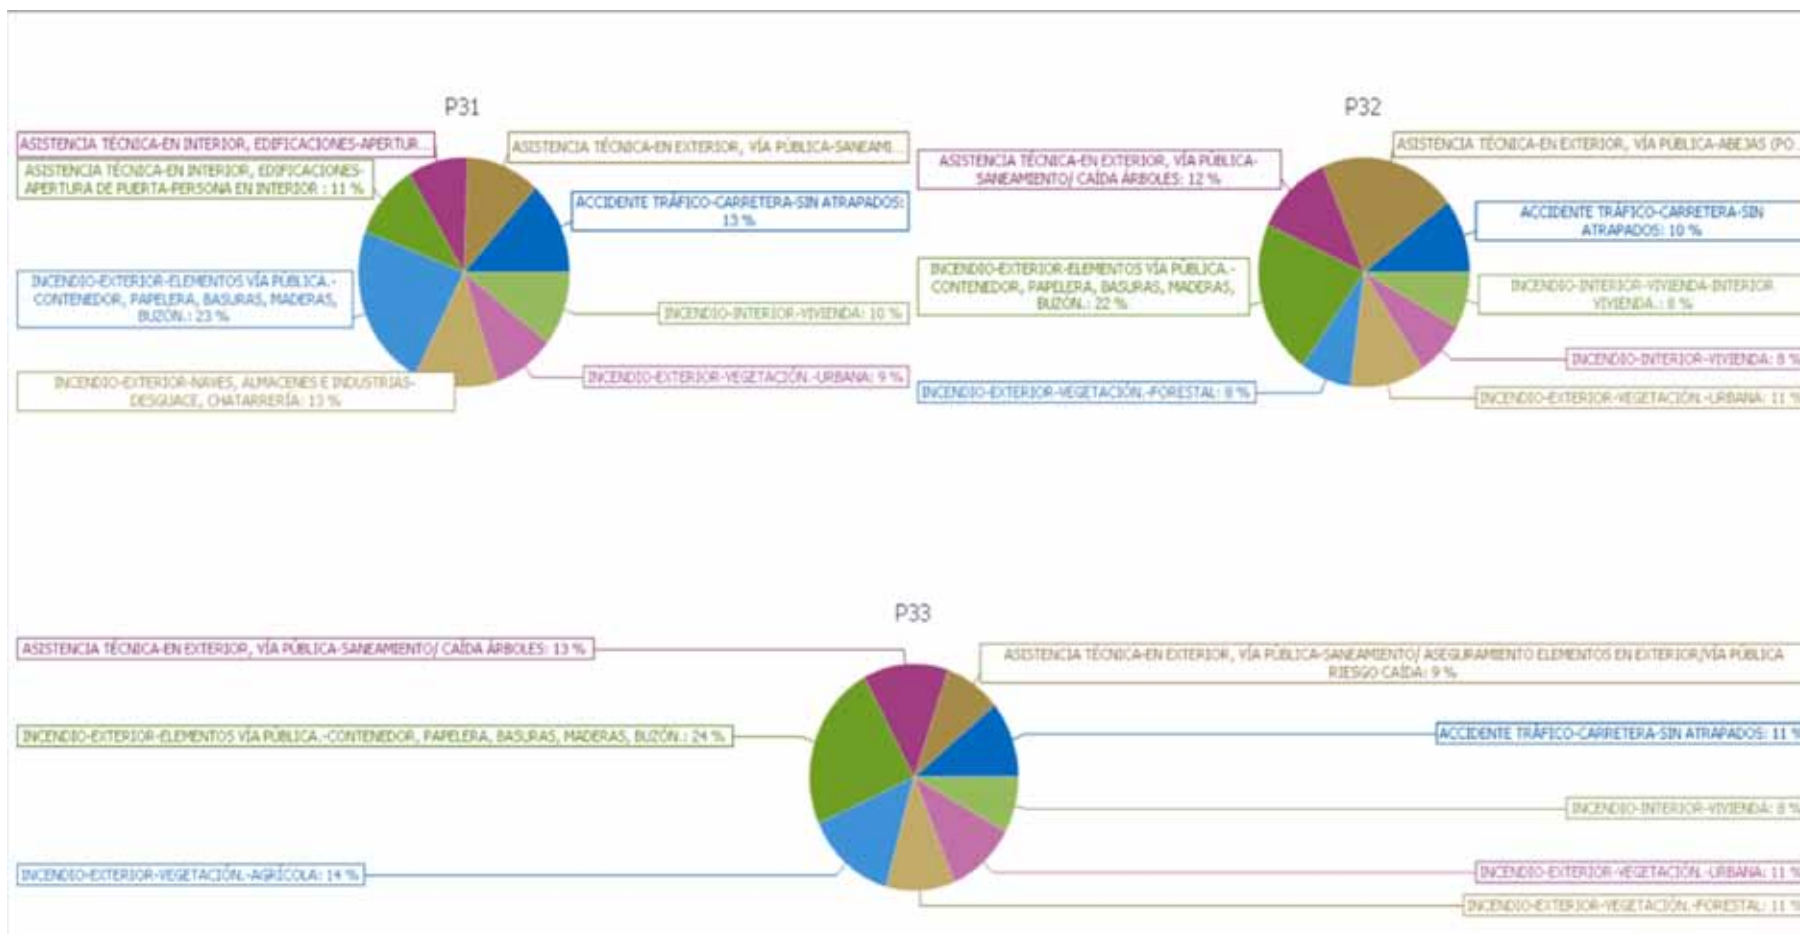 P31
ASISTENCIA TÉCNICA-EN INTERIOR, EDIFICACIONES-APERTUR...
ASISTENCIA TÉCNICA-EN EXTERIOR, VÍA PÚBLICA-SANEAMI...
ASISTENCIA TÉCNICA-EN INTERIOR, EDIFICACIONES-
APERTURA DE PUERTA-PERSONA EN INTERIOR : 11 %
ACCIDENTE TRÁFICO-CARRETERA-SIN ATRAPADOS:
13 %
INCENDIO-EXTERIOR-ELEMENTOS VÍA PÚBLICA.-
CONTENEDOR, PAPELERA, BASURAS, MADERAS,
BUZÓN.: 23 %
INCENDIO-INTERIOR-VIVIENDA: 10 %
INCENDIO-EXTERIOR-VEGETACIÓN.-URBANA: 9 %
INCENDIO-EXTERIOR-NAVES, ALMACENES E INDUSTRIAS-
DESGUACE, CHATARRERÍA: 13 %
P32
ASISTENCIA TÉCNICA-EN EXTERIOR, VÍA PÚBLICA-ABEJAS (PO...
ASISTENCIA TÉCNICA-EN EXTERIOR, VÍA PÚBLICA-
SANEAMIENTO/ CAÍDA ÁRBOLES: 12 %
ACCIDENTE TRÁFICO-CARRETERA-SIN
ATRAPADOS: 10 %
INCENDIO-EXTERIOR-ELEMENTOS VÍA PÚBLICA.-
CONTENEDOR, PAPELERA, BASURAS, MADERAS,
BUZÓN.: 22 %
INCENDIO-INTERIOR-VIVIENDA-INTERIOR
VIVIENDA.: 8 %
INCENDIO-INTERIOR-VIVIENDA: 8 %
INCENDIO-EXTERIOR-VEGETACIÓN.-FORESTAL: 8 %
INCENDIO-EXTERIOR-VEGETACIÓN.-URBANA: 11 %
P33
ASISTENCIA TÉCNICA-EN EXTERIOR, VÍA PÚBLICA-SANEAMIENTO/ CAÍDA ÁRBOLES: 13 %
ASISTENCIA TÉCNICA-EN EXTERIOR, VÍA PÚBLICA-SANEAMIENTO/ ASEGURAMIENTO ELEMENTOS EN EXTERIOR/VÍA PÚBLICA
RIESGO CAÍDA: 9 %
INCENDIO-EXTERIOR-ELEMENTOS VÍA PÚBLICA.-CONTENEDOR, PAPELERA, BASURAS, MADERAS, BUZÓN.: 24 %
ACCIDENTE TRÁFICO-CARRETERA-SIN ATRAPADOS: 11 %
INCENDIO-INTERIOR-VIVIENDA: 8 %
INCENDIO-EXTERIOR-VEGETACIÓN.-AGRÍCOLA: 14 %
INCENDIO-EXTERIOR-VEGETACIÓN.-URBANA: 11 %
INCENDIO-EXTERIOR-VEGETACIÓN.-FORESTAL: 11 %